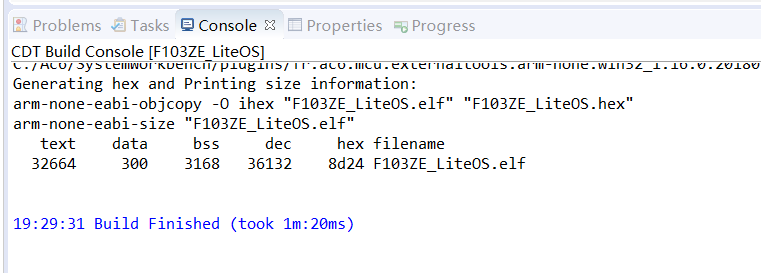 Problems Tasks Console Properties Progress
CDT Build Console [F103ZE_LiteOS]
C:/Ac6/SystemWorkbench/plugins/fr.ac6.mcu.externaltools.arm-none.win32_1.16.0.20180
Generating hex and Printing size information:
arm-none-eabi-objcopy -O ihex "F103ZE_LiteOS.elf" "F103ZE_LiteOS.hex"
arm-none-eabi-size "F103ZE_LiteOS.elf"
text data bss dec hex filename
32664 300 3168 36132 8d24 F103ZE_LiteOS.elf
19:29:31 Build Finished (took 1m:20ms)